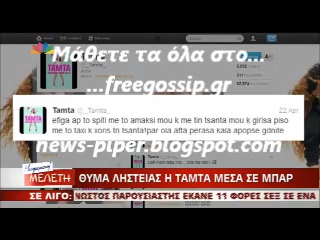 Μάθετε τα όλα στο...
...freegossip.gr
TAMTA
Tamta @_Tamta_
22 Apr
efiga ap to spiti me to amaksi mou k me tin tsanta mou k girisa piso
me to taxi k xoris tn tsanta!par ola afta perasa kala apopse gdnite
news-piper.blogspot.com
ΜΕΛΕΤΗ
ΘΥΜΑ ΛΗΣΤΕΙΑΣ Η ΤΑΜΤΑ ΜΕΣΑ ΣΕ ΜΠΑΡ
ΣΕ ΛΙΓΟ: ΝΩΣΤΟΣ ΠΑΡΟΥΣΙΑΣΤΗΣ ΕΚΑΝΕ 11 ΦΟΡΕΣ ΣΕΞ ΣΕ ΕΝΑ